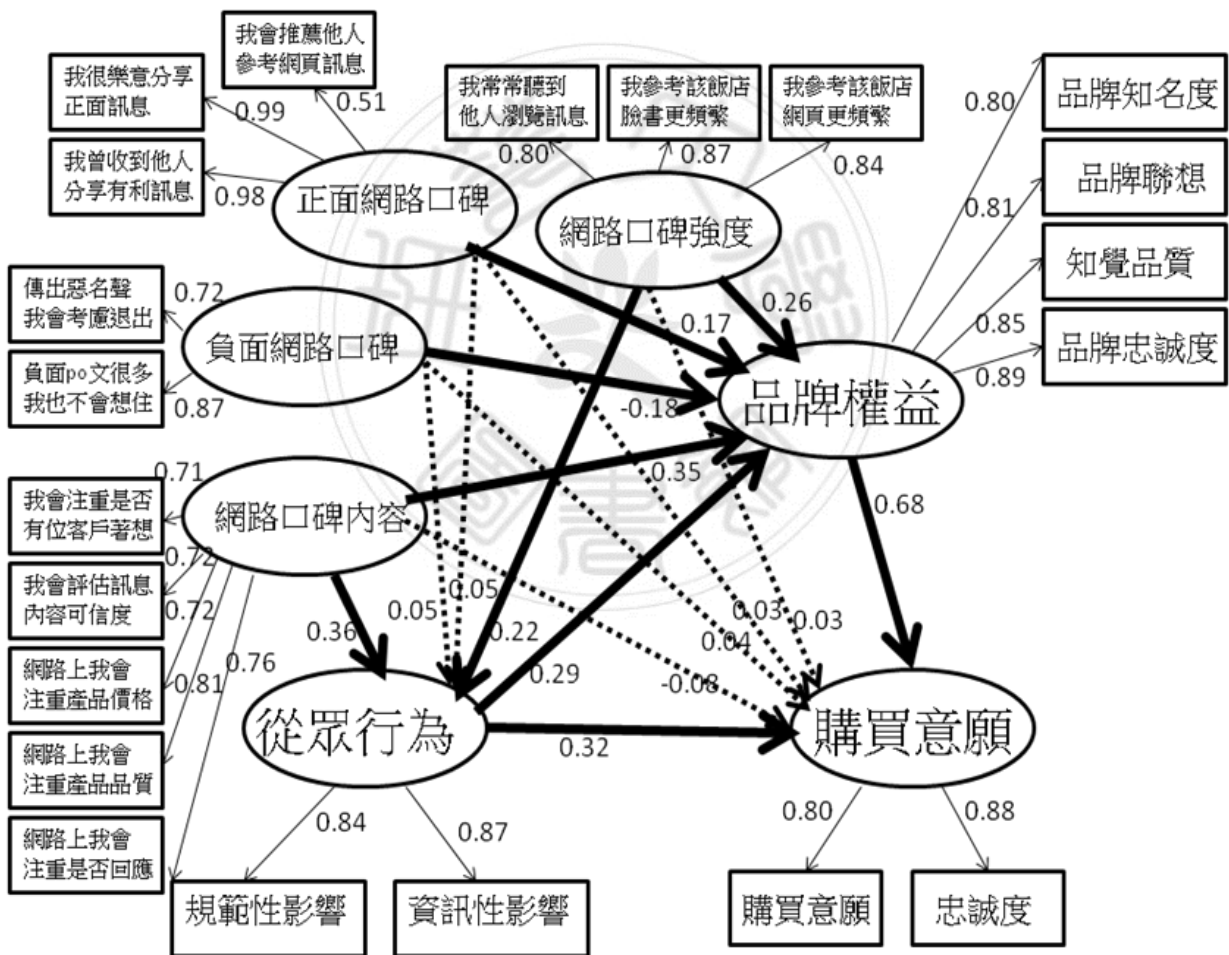 我會推薦他人
參考網頁訊息
我很樂意分享
正面訊息
0.51
0.99
我曾收到他人
分享有利訊息
0.98
正面網路口碑
我常常聽到
他人瀏覽訊息
我參考該飯店
臉書更頻繁
我參考該飯店
網頁更頻繁
0.80
0.87
0.84
網路口碑強度
品牌知名度
0.80
品牌聯想
0.81
知覺品質
0.85
品牌忠誠度
0.89
傳出惡名聲
我會考慮退出
0.72
負面po文很多
我也不會想住
0.87
負面網路口碑
0.26
0.17
-0.18
品牌權益
0.35
0.68
0.71
網路口碑內容
我會注重是否
有位客戶著想
0.72
我會評估訊息
內容可信度
0.72
網路上我會
注重產品價格
0.81
0.76
網路上我會
注重產品品質
網路上我會
注重是否回應
0.36
0.05
0.05
0.22
0.29
0.03
0.04
0.03
-0.08
從眾行為
0.32
購買意願
0.84
0.87
0.80
0.88
規範性影響
資訊性影響
購買意願
忠誠度